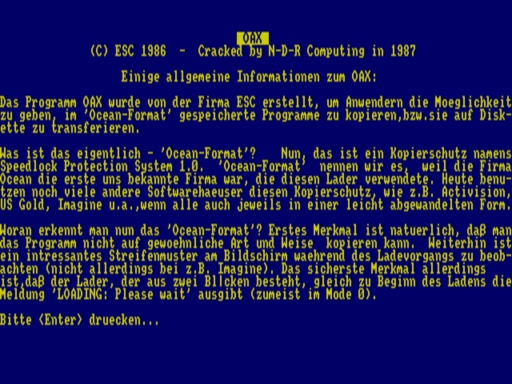 OAX
(C) ESC 1986 - Cracked by N-D-R Computing in 1987
Einige allgemeine Informationen zum OAX:
Das Programm OAX wurde von der Firma ESC erstellt, um Anwendern die Moeglichkeit
zu geben, im 'Ocean-Format' gespeicherte Programme zu kopieren,bzw.sie auf Disk-
ette zu transferieren.
Was ist das eigentlich - 'Ocean-Format'? Nun, das ist ein Kopierschutz namens
Speedlock Protection System 1.0. 'Ocean-Format' nennen wir es, weil die Firma
Ocean die erste uns bekannte Firma war, die diesen Lader verwendete. Heute benu-
tzen noch viele andere Softwarehaeuser diesen Kopierschutz, wie z.B. Activision,
US Gold, Imagine u.a.,wenn alle auch jeweils in einer leicht abgewandelten Form.
Woran erkennt man nun das 'Ocean-Format'? Erstes Merkmal ist natuerlich, daß man
das Programm nicht auf gewoehnliche Art und Weise kopieren kann. Weiterhin ist
ein intressantes Streifenmuster am Bildschirm waehrend des Ladevorgangs zu beob-
achten (nicht allerdings bei z.B. Imagine). Das sicherste Merkmal allerdings
ist,daß der Lader, der aus zwei Blöcken besteht, gleich zu Beginn des Ladens die
Meldung 'LOADING: Please wait' ausgibt (zumeist im Mode 0).
Bitte <Enter> druecken...